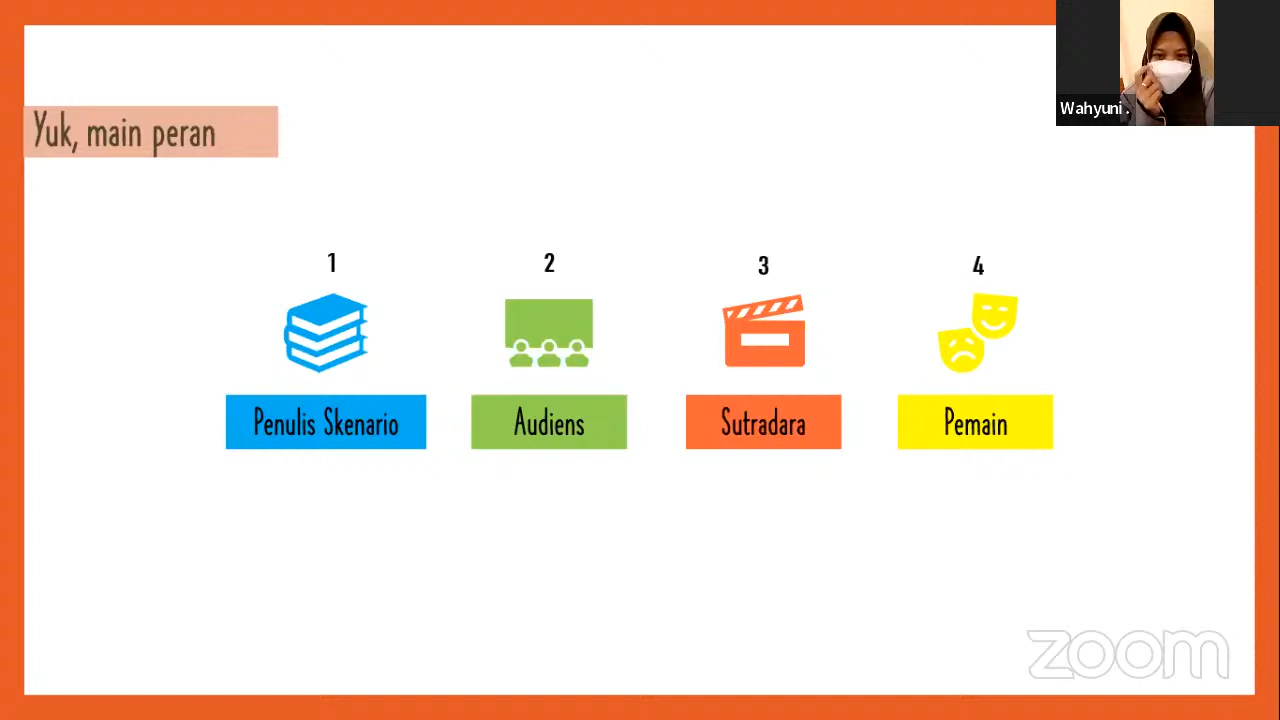 Wahyuni .
Yuk, main peran
1
2
3
4
Penulis Skenario
Audiens
Sutradara
Pemain
zoom